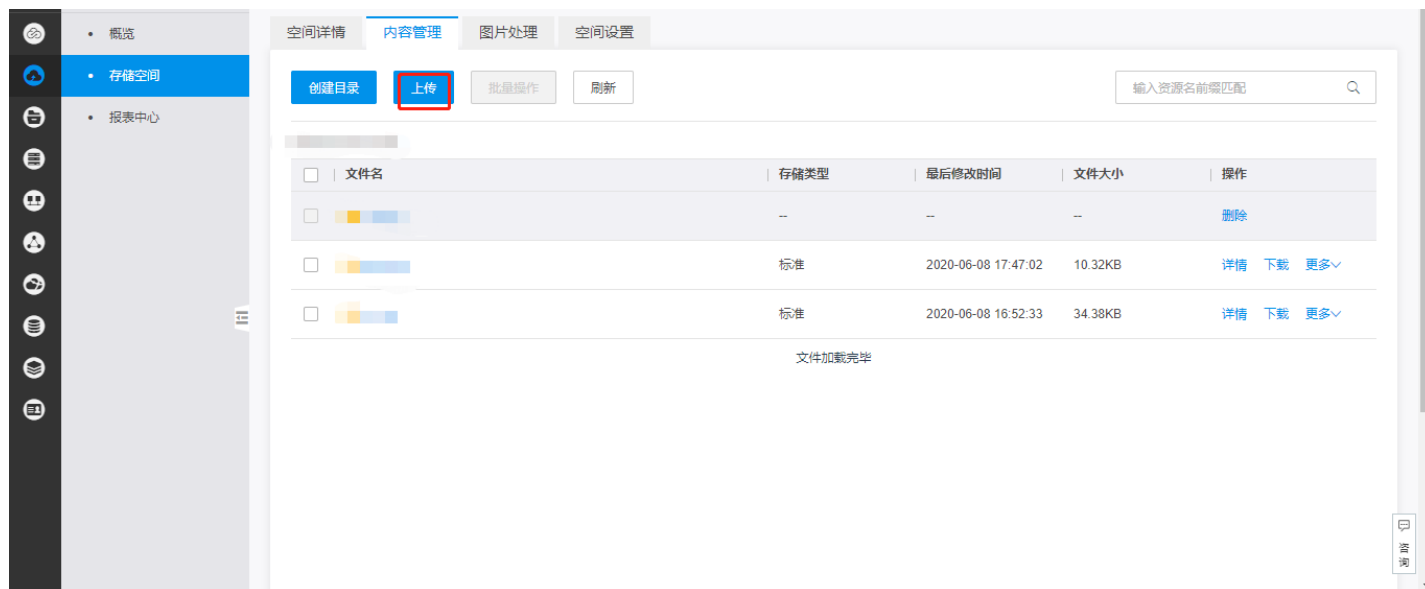 概览
存储空间
报表中心
空间详情 内容管理 图片处理 空间设置
创建目录 上传 批量操作 刷新 输入资源名前缀匹配
文件名 存储类型 最后修改时间 文件大小 操作
-- -- -- 删除
标准 2020-06-08 17:47:02 10.32KB 详情 下载 更多
标准 2020-06-08 16:52:33 34.38KB 详情 下载 更多
文件加载完毕
咨询